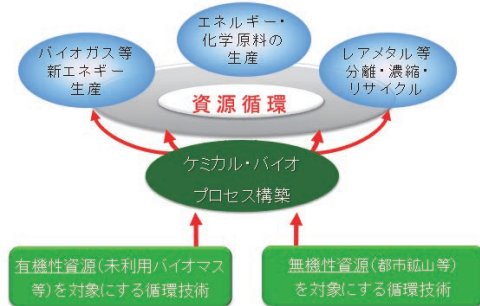 エネルギー・
化学原料の
生産
バイオガス等
新エネギー
生産
レアメタル等
分離・濃縮・
リサイクル
資源循環
ケミカル・バイオ
プロセス構築
有機性資源(未利用バイオマス
等)を対象にする循環技術
無機性資源(都市鉱山等)
を対象にする循環技術